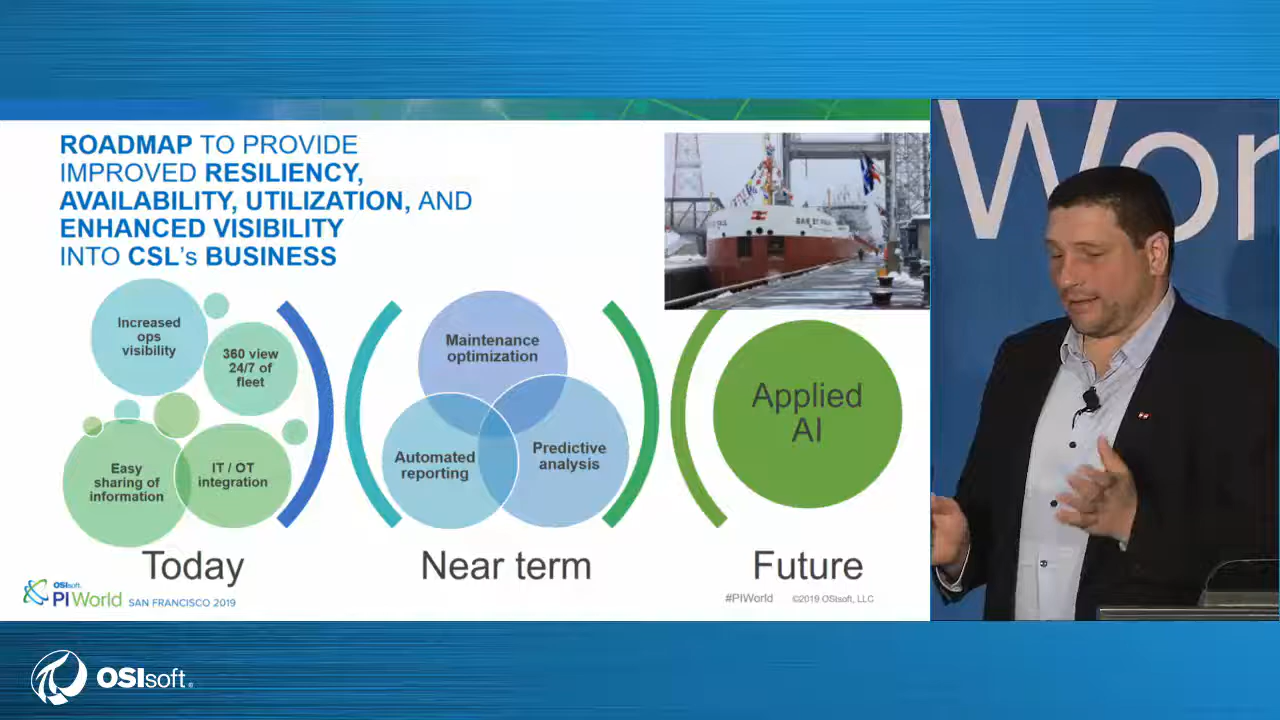 ROADMAP TO PROVIDE
IMPROVED RESILIENCY,
AVAILABILITY, UTILIZATION, AND
ENHANCED VISIBILITY
INTO CSL's BUSINESS
Increased
ops
visibility
360 view
24/7 of
fleet
Easy
sharing of
information
IT / OT
integration
Maintenance
optimization
Automated
reporting
Predictive
analysis
Applied
AI
Today
Near term
Future
OSIsoft.
PI World SAN FRANCISCO 2019
#PIWorld ©2019 OSIsoft, LLC
Wor
OSIsoft.